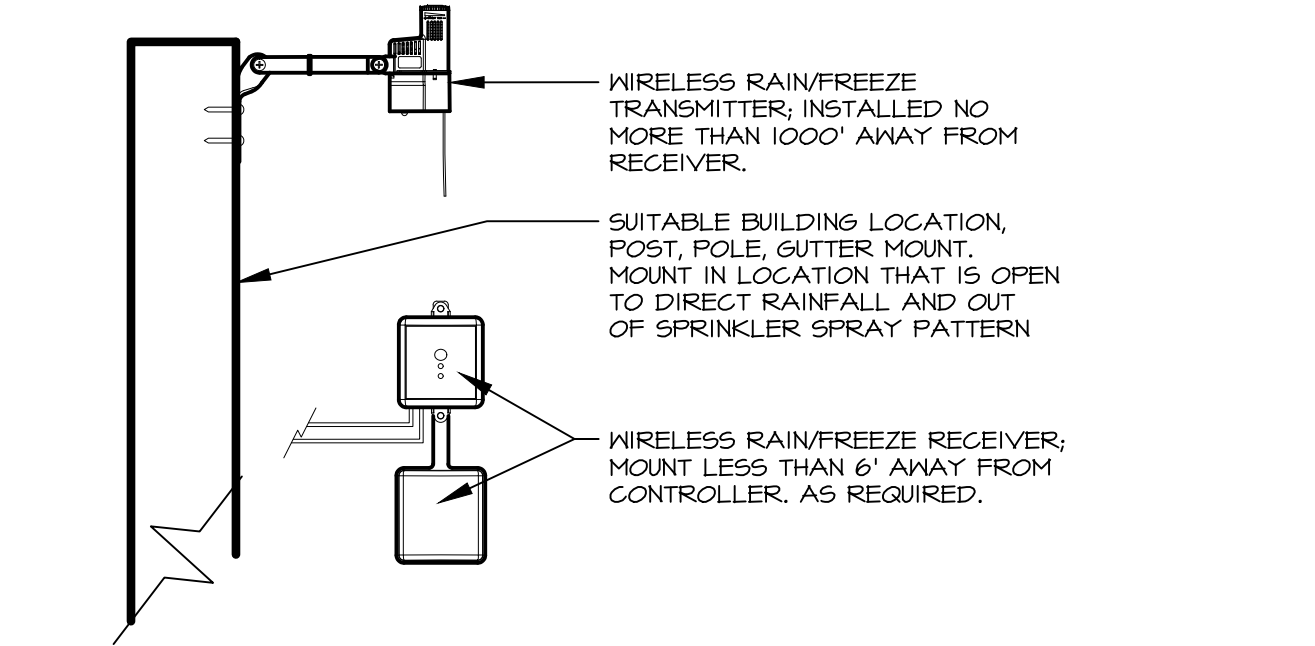 WIRELESS RAIN/FREEZE
TRANSMITTER; INSTALLED NO
MORE THAN 1000' AWAY FROM
RECEIVER.
SUITABLE BUILDING LOCATION,
POST, POLE, GUTTER MOUNT.
MOUNT IN LOCATION THAT IS OPEN
TO DIRECT RAINFALL AND OUT
OF SPRINKLER SPRAY PATTERN
WIRELESS RAIN/FREEZE RECEIVER;
MOUNT LESS THAN 6' AWAY FROM
CONTROLLER. AS REQUIRED.